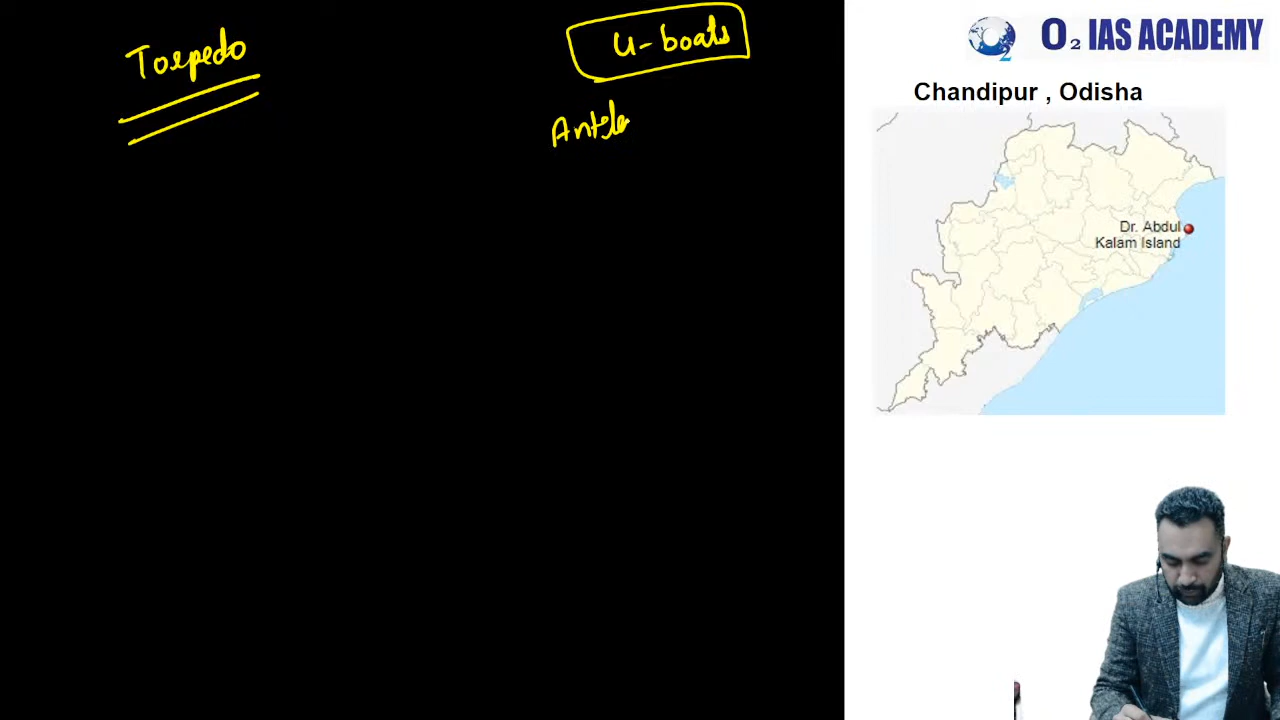 Torpedo
U-boats
O2 IAS ACADEMY
Chandipur , Odisha
Dr. Abdul
Kalam Island